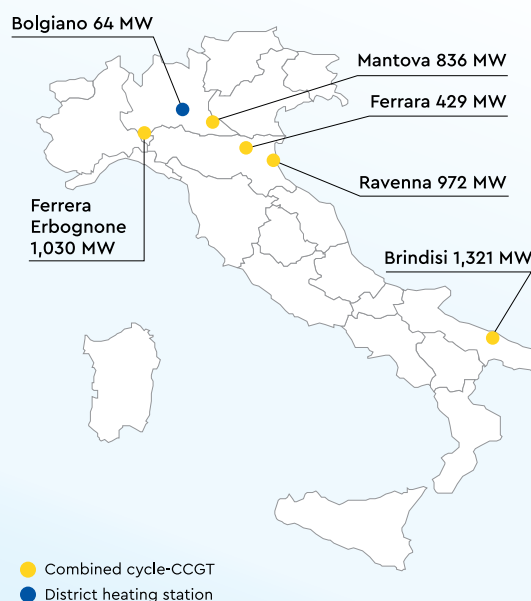 Bolgiano 64 MW
Mantova 836 MW
Ferrara 429 MW
Ravenna 972 MW
Ferrera
Erbognone
1,030 MW
Brindisi 1,321 MW
Combined cycle-CCGT
District heating station